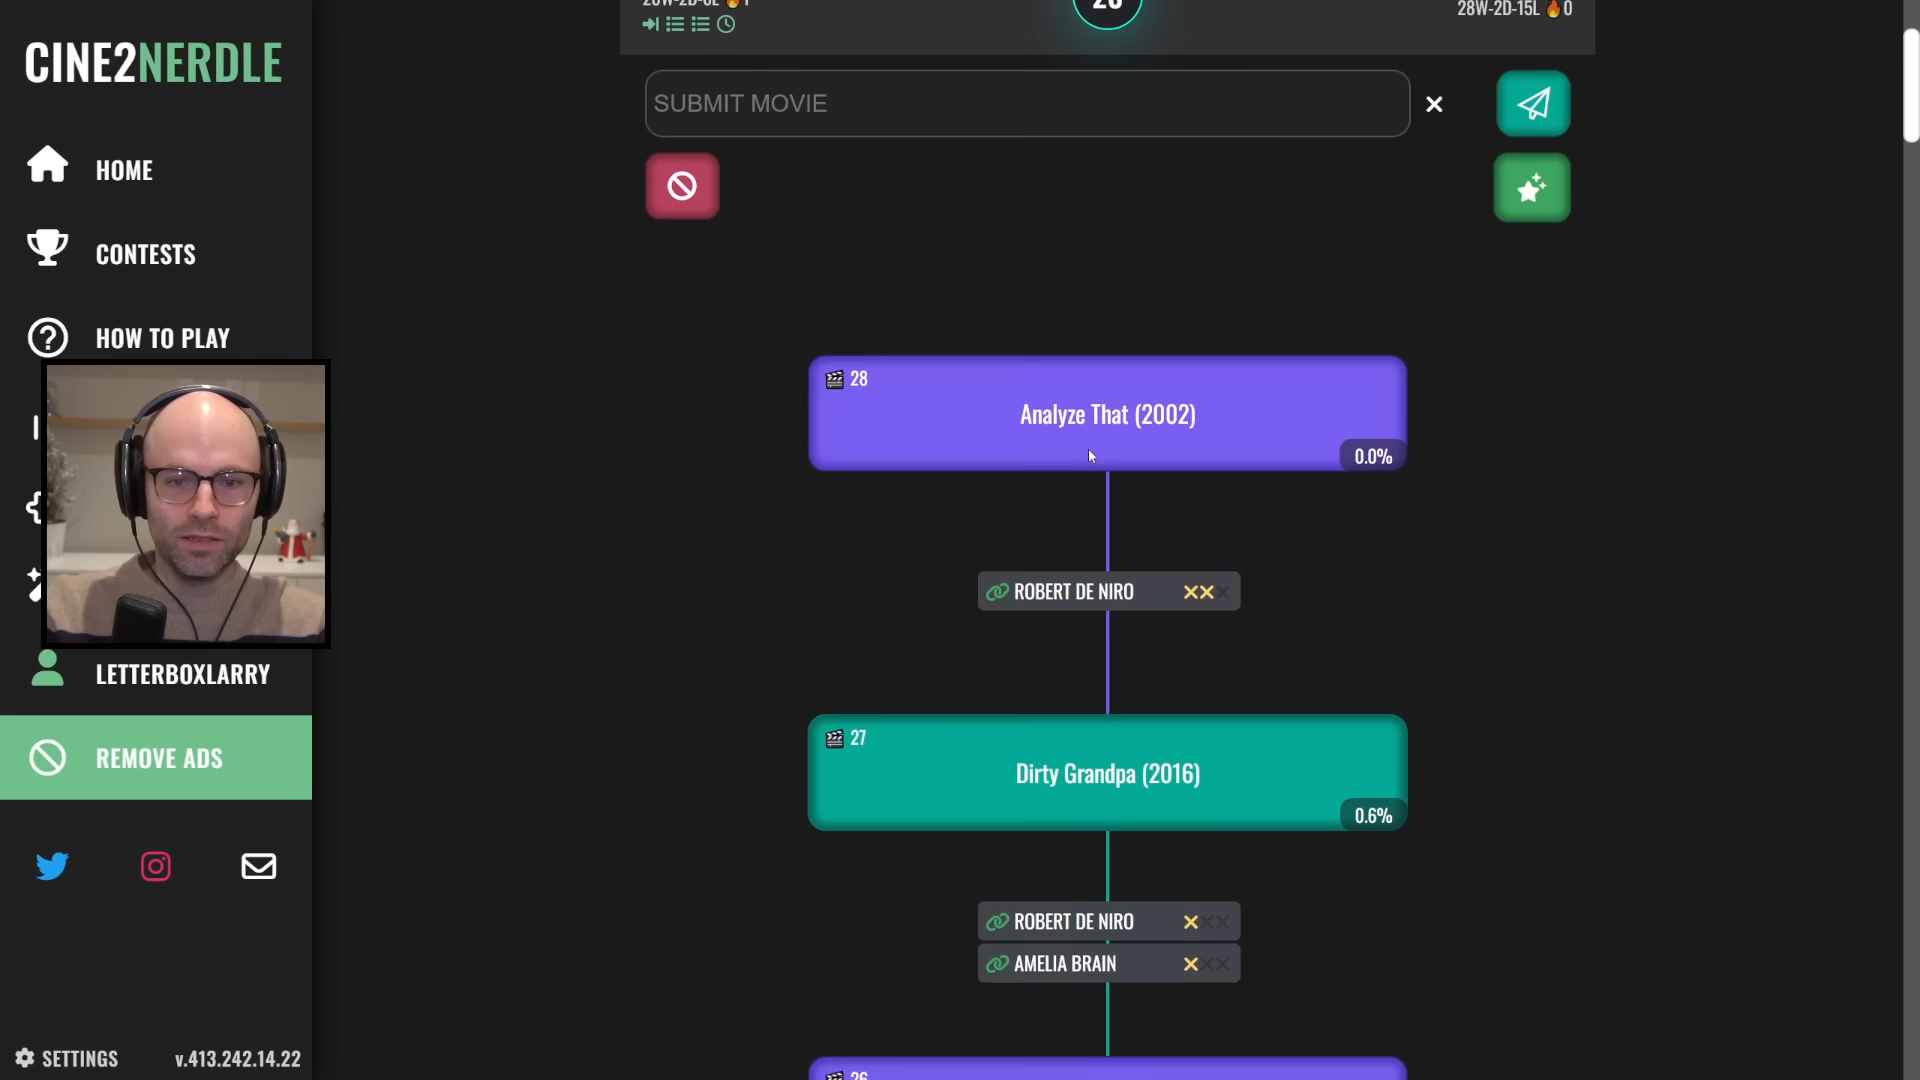 CINE2NERDLE
HOME
CONTESTS
HOW TO PLAY
LETTERBOXLARRY
REMOVE ADS
SETTINGS
v.413.242.14.22
28W-2D-15L 🔥0
SUBMIT MOVIE
28
Analyze That (2002)
0.0%
ROBERT DE NIRO
27
Dirty Grandpa (2016)
0.6%
ROBERT DE NIRO
AMELIA BRAIN
26